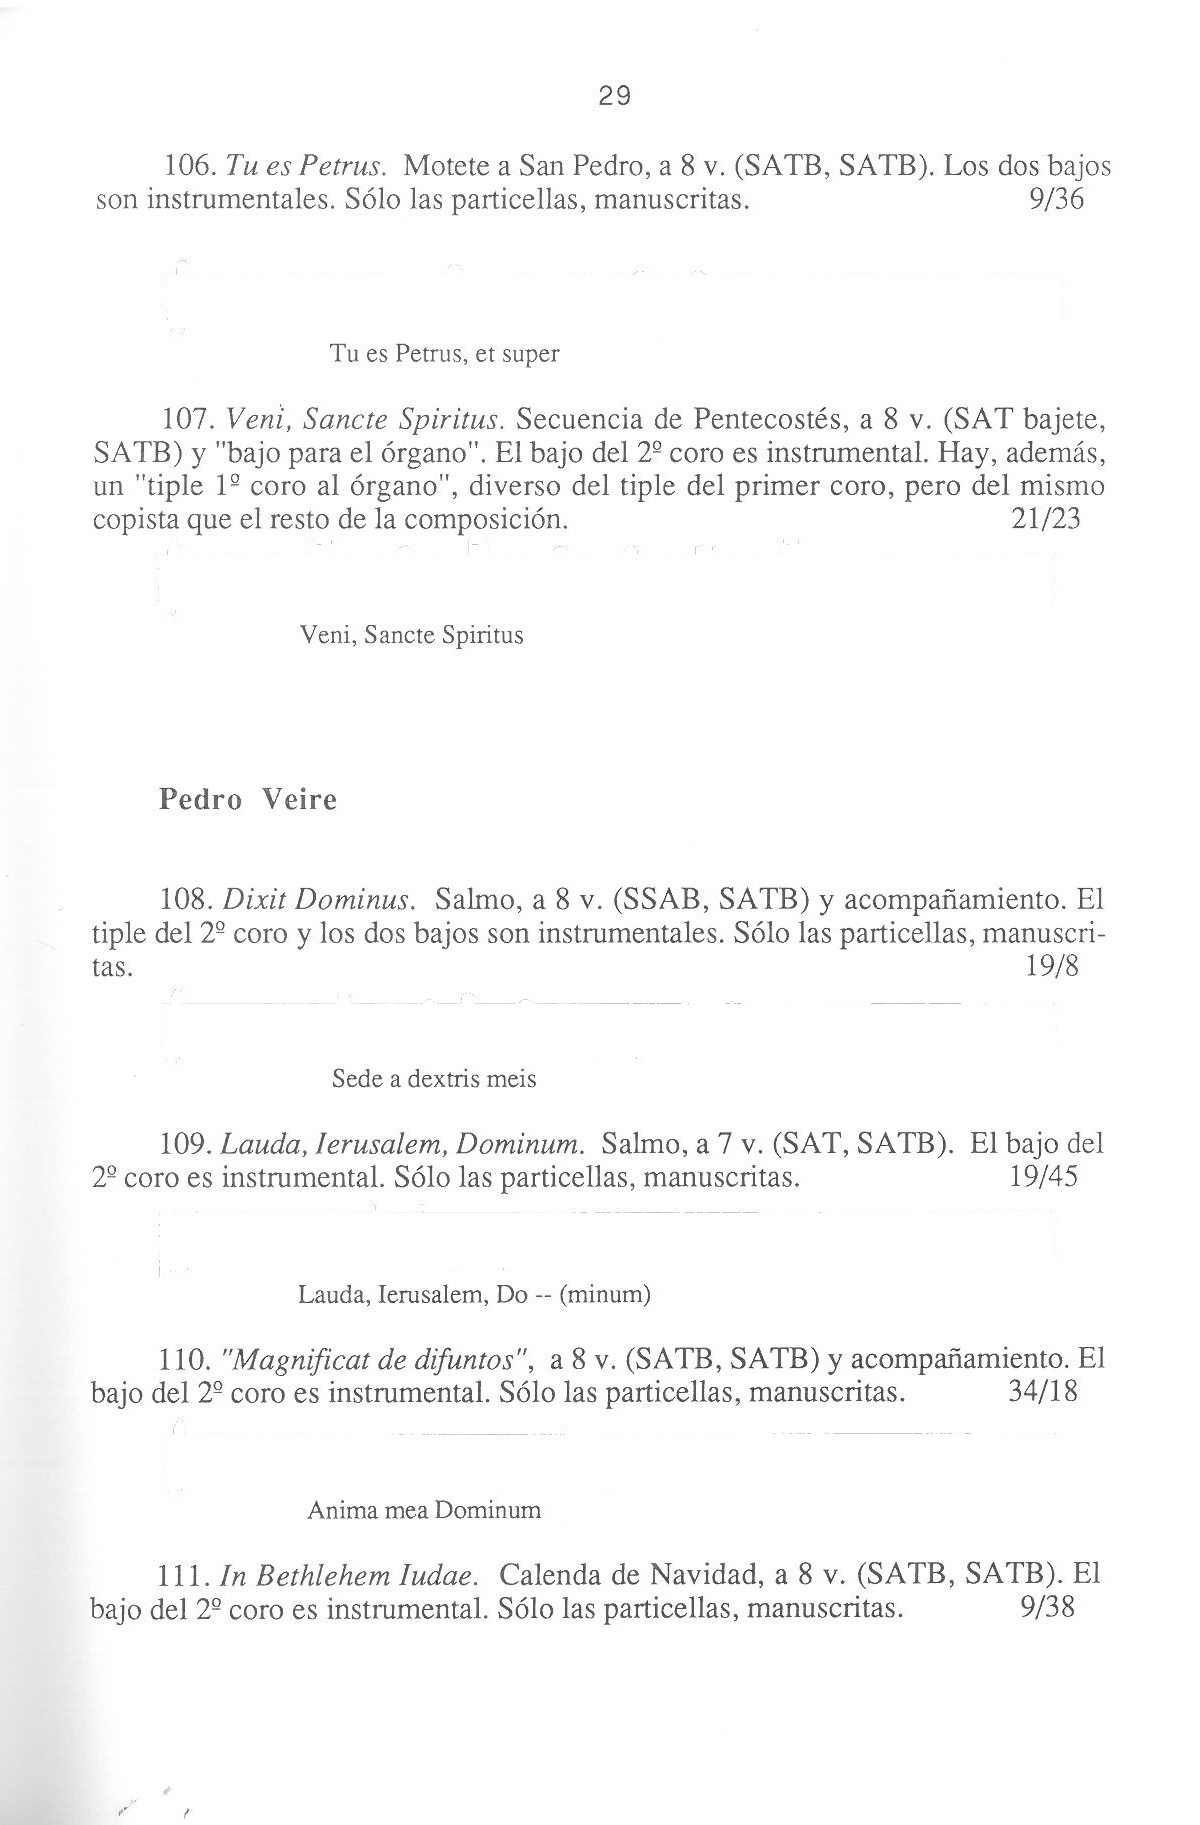 29
106. Tu es Petrus. Motete a San Pedro, a 8 v. (SATB, SATB). Los dos bajos
son instrumentales. Sólo las particellas, manuscritas. 9/36
Tu es Petrus, et super
107. Veni, Sancte Spiritus. Secuencia de Pentecostés, a 8 v. (SAT bajete,
SATB) y "bajo para el órgano". El bajo del 2º coro es instrumental. Hay, además,
un "tiple 1º coro al órgano", diverso del tiple del primer coro, pero del mismo
copista que el resto de la composición. 21/23
Veni, Sancte Spiritus
Pedro Veire
108. Dixit Dominus. Salmo, a 8 v. (SSAB, SATB) y acompañamiento. El
tiple del 2º coro y los dos bajos son instrumentales. Sólo las particellas, manuscri-
tas. 19/8
Sede a dextris meis
109. Lauda, Ierusalem, Dominum. Salmo, a 7 v. (SAT, SATB). El bajo del
2º coro es instrumental. Sólo las particellas, manuscritas. 19/45
Lauda, Ierusalem, Do -- (minum)
110. "Magnificat de difuntos", a 8 v. (SATB, SATB) y acompañamiento. El
bajo del 2º coro es instrumental. Sólo las particellas, manuscritas. 34/18
Anima mea Dominum
111. In Bethlehem Iudae. Calenda de Navidad, a 8 v. (SATB, SATB). El
bajo del 2º coro es instrumental. Sólo las particellas, manuscritas. 9/38